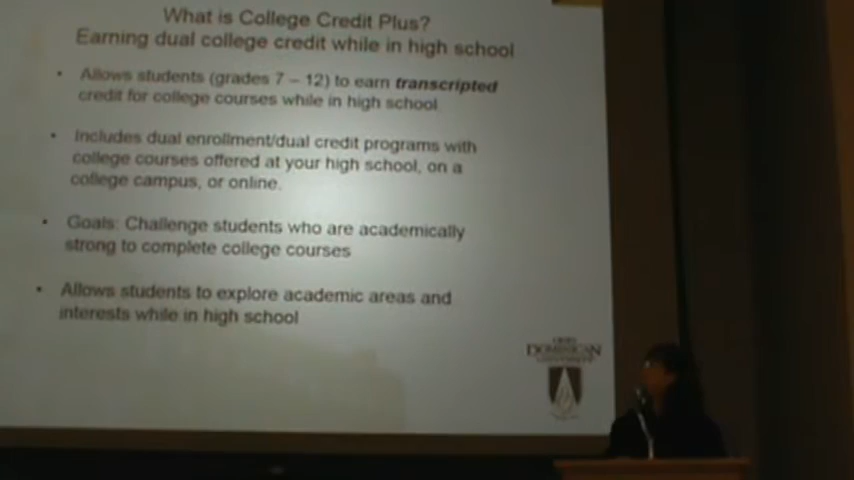 What is College Credit Plus?
Earning dual college credit while in high school
• Allows students (grades 7 – 12) to earn transcripted
credit for college courses while in high school
• Includes dual enrollment/dual credit programs with
college courses offered at your high school, on a
college campus, or online.
• Goals: Challenge students who are academically
strong to complete college courses
• Allows students to explore academic areas and
interests while in high school
OHIO
DOMINICAN
UNIVERSITY